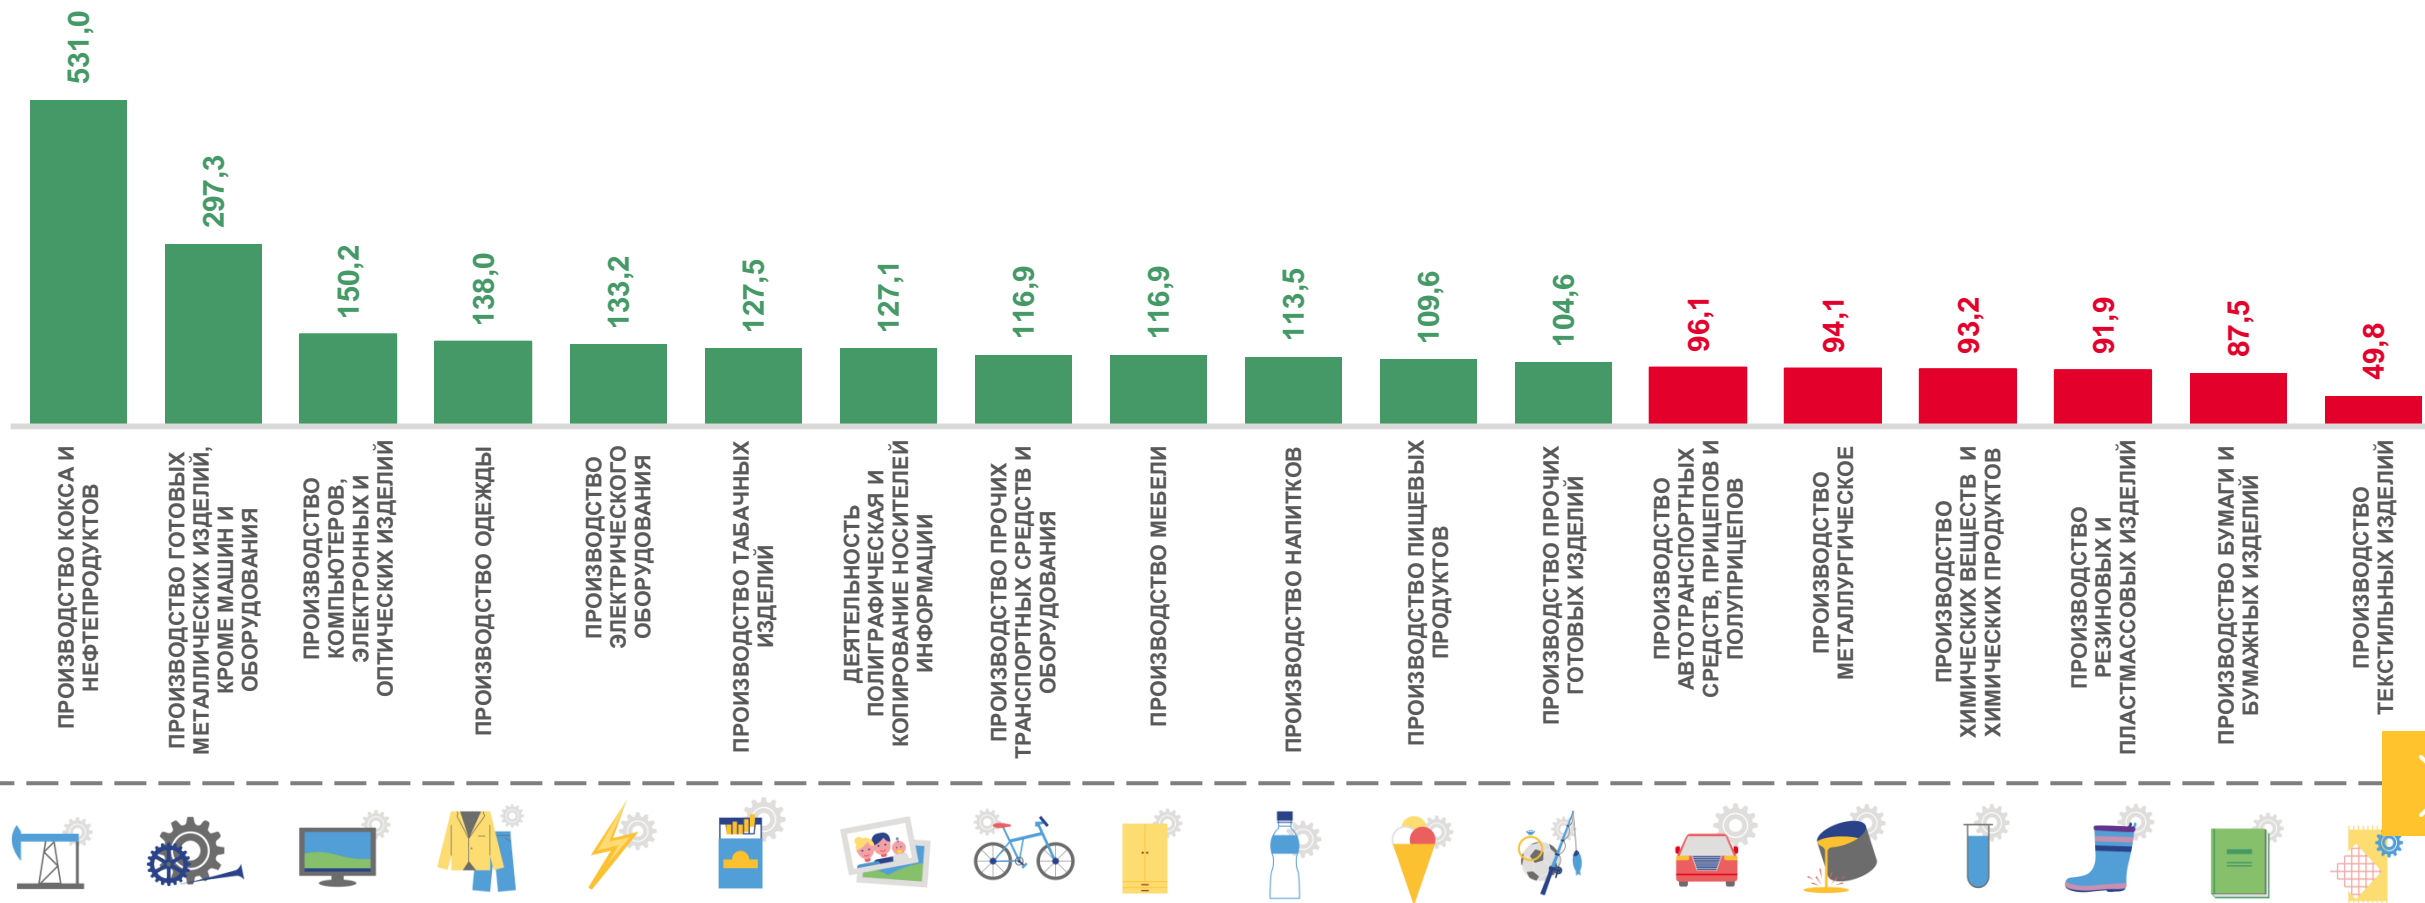 531,0
297,3
150,2
138,0
133,2
127,5
127,1
116,9
116,9
113,5
109,6
104,6
96,1
94,1
93,2
91,9
87,5
49,8
ПРОИЗВОДСТВО КОКСА И
НЕФТЕПРОДУКТОВ
ПРОИЗВОДСТВО ГОТОВЫХ
МЕТАЛЛИЧЕСКИХ ИЗДЕЛИЙ,
КРОМЕ МАШИН И
ОБОРУДОВАНИЯ
ПРОИЗВОДСТВО
КОМПЬЮТЕРОВ,
ЭЛЕКТРОННЫХ И
ОПТИЧЕСКИХ ИЗДЕЛИЙ
ПРОИЗВОДСТВО ОДЕЖДЫ
ПРОИЗВОДСТВО
ЭЛЕКТРИЧЕСКОГО
ОБОРУДОВАНИЯ
ПРОИЗВОДСТВО ТАБАЧНЫХ
ИЗДЕЛИЙ
ДЕЯТЕЛЬНОСТЬ
ПОЛИГРАФИЧЕСКАЯ И
КОПИРОВАНИЕ НОСИТЕЛЕЙ
ИНФОРМАЦИИ
ПРОИЗВОДСТВО ПРОЧИХ
ТРАНСПОРТНЫХ СРЕДСТВ И
ОБОРУДОВАНИЯ
ПРОИЗВОДСТВО МЕБЕЛИ
ПРОИЗВОДСТВО НАПИТКОВ
ПРОИЗВОДСТВО ПИЩЕВЫХ
ПРОДУКТОВ
ПРОИЗВОДСТВО ПРОЧИХ
ГОТОВЫХ ИЗДЕЛИЙ
ПРОИЗВОДСТВО
АВТОТРАНСПОРТНЫХ
СРЕДСТВ, ПРИЦЕПОВ И
ПОЛУПРИЦЕПОВ
ПРОИЗВОДСТВО
МЕТАЛЛУРГИЧЕСКОЕ
ПРОИЗВОДСТВО
ХИМИЧЕСКИХ ВЕЩЕСТВ И
ХИМИЧЕСКИХ ПРОДУКТОВ
ПРОИЗВОДСТВО
РЕЗИНОВЫХ И
ПЛАСТМАССОВЫХ ИЗДЕЛИЙ
ПРОИЗВОДСТВО БУМАГИ И
БУМАЖНЫХ ИЗДЕЛИЙ
ПРОИЗВОДСТВО
ТЕКСТИЛЬНЫХ ИЗДЕЛИЙ